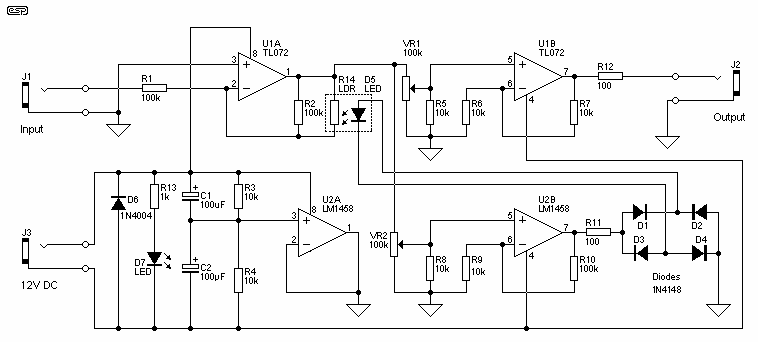 esp
U1A
TL072
VR1
100k
U1B
TL072
J1
R1
100k
3
2
8
1
+
−
R14
LDR
D5
LED
R2
100k
5
6
7
4
+
−
R12
100
J2
R5
10k
R6
10k
R7
10k
Input
Output
D6
1N4004
R13
1k
+
C1
100uF
R3
10k
U2A
LM1458
3
2
8
1
+
−
VR2
100k
U2B
LM1458
5
6
7
4
+
−
R11
100
D1
D2
D3
D4
J3
D7
LED
+
C2
100µF
R4
10k
R8
10k
R9
10k
R10
100k
Diodes
1N4148
12V DC